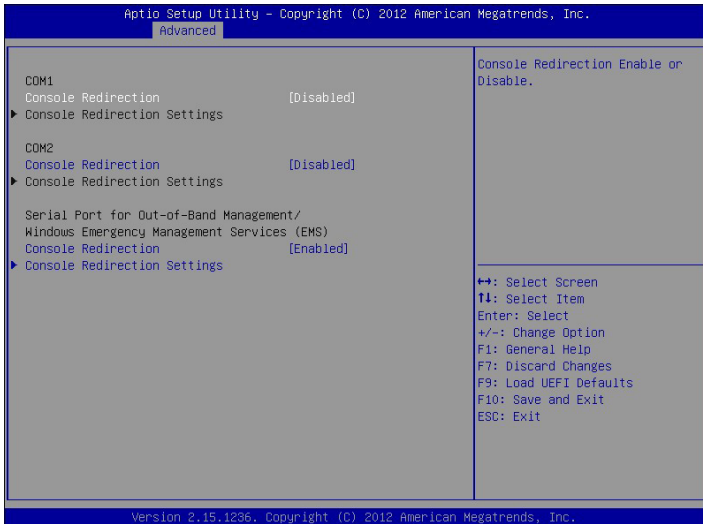 Aptio Setup Utility – Copyright (C) 2012 American Megatrends, Inc.
Advanced
COM1
Console Redirection [Disabled]
▶ Console Redirection Settings
COM2
Console Redirection [Disabled]
▶ Console Redirection Settings
Serial Port for Out-of-Band Management/
Windows Emergency Management Services (EMS)
Console Redirection [Enabled]
▶ Console Redirection Settings
Console Redirection Enable or
Disable.
↔: Select Screen
↑↓: Select Item
Enter: Select
+/-: Change Option
F1: General Help
F7: Discard Changes
F9: Load UEFI Defaults
F10: Save and Exit
ESC: Exit
Version 2.15.1236. Copyright (C) 2012 American Megatrends, Inc.